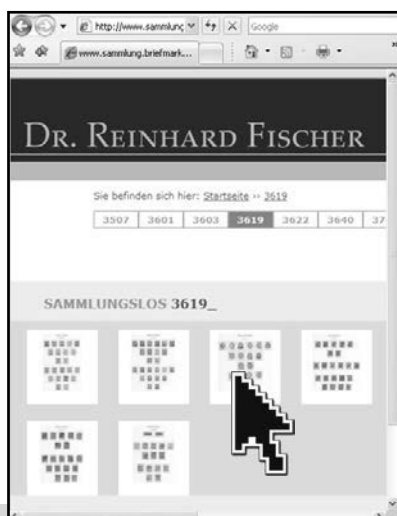 http://www.sammlung
Google
www.sammlung.briefmark...
DR. REINHARD FISCHER
Sie befinden sich hier: Startseite ›› 3619
3507 3601 3603 3619 3622 3640 37
SAMMLUNGSLOS 3619_